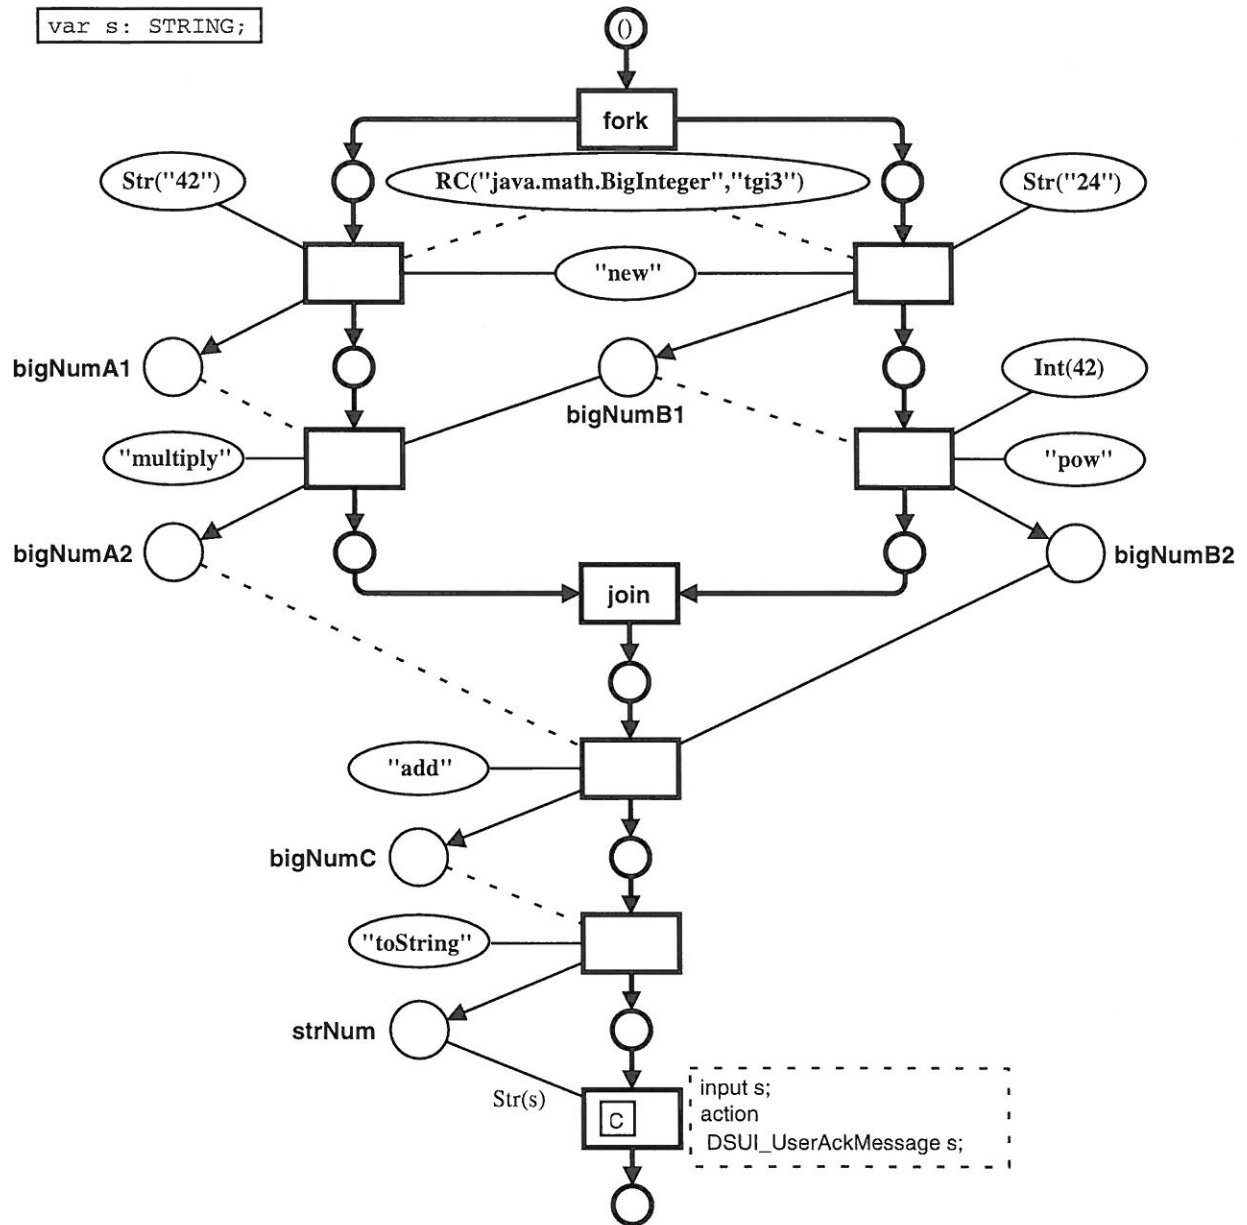 var s: STRING;
()
fork
Str("42")
RC("java.math.BigInteger","tgi3")
Str("24")
"new"
bigNumA1
bigNumB1
Int(42)
"multiply"
"pow"
bigNumA2
bigNumB2
join
"add"
bigNumC
"toString"
strNum
Str(s)
C
input s;
action
DSUI_UserAckMessage s;